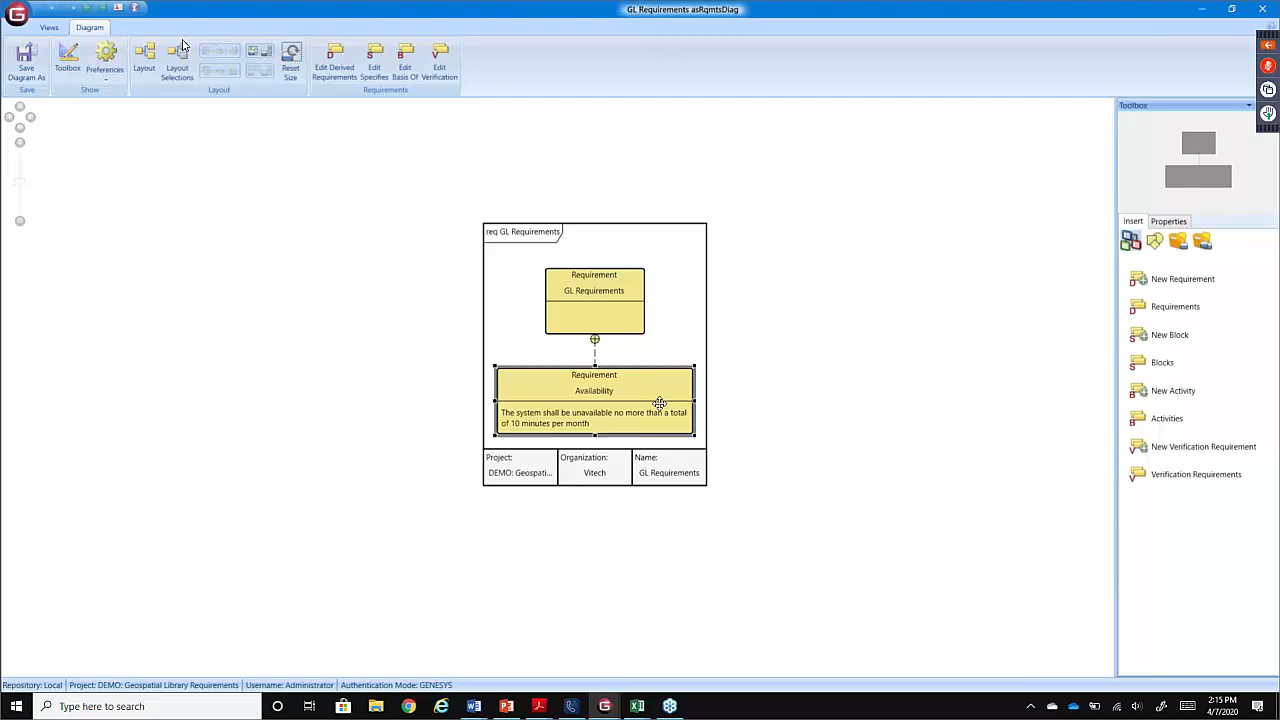 GL Requirements asRqmtsDiag
Views
Diagram
Save Diagram As
Toolbox
Preferences
Layout
Layout Selections
Reset Size
Edit Derived Requirements
Edit Specifies
Edit Basis Of
Edit Verification
Save
Show
Layout
Requirements
Toolbox
Insert
Properties
New Requirement
Requirements
New Block
Blocks
New Activity
Activities
New Verification Requirement
Verification Requirements
req GL Requirements
Requirement
GL Requirements
Requirement
Availability
The system shall be unavailable no more than a total
of 10 minutes per month
Project:
DEMO: Geospati...
Organization:
Vitech
Name:
GL Requirements
Repository: Local
Project: DEMO: Geospatial Library Requirements
Username: Administrator
Authentication Mode: GENESYS
Type here to search
2:15 PM
4/7/2020